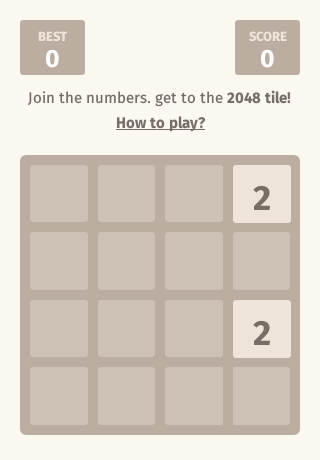 BEST
0
SCORE
0
Join the numbers. get to the 2048 tile!
How to play?
2
2